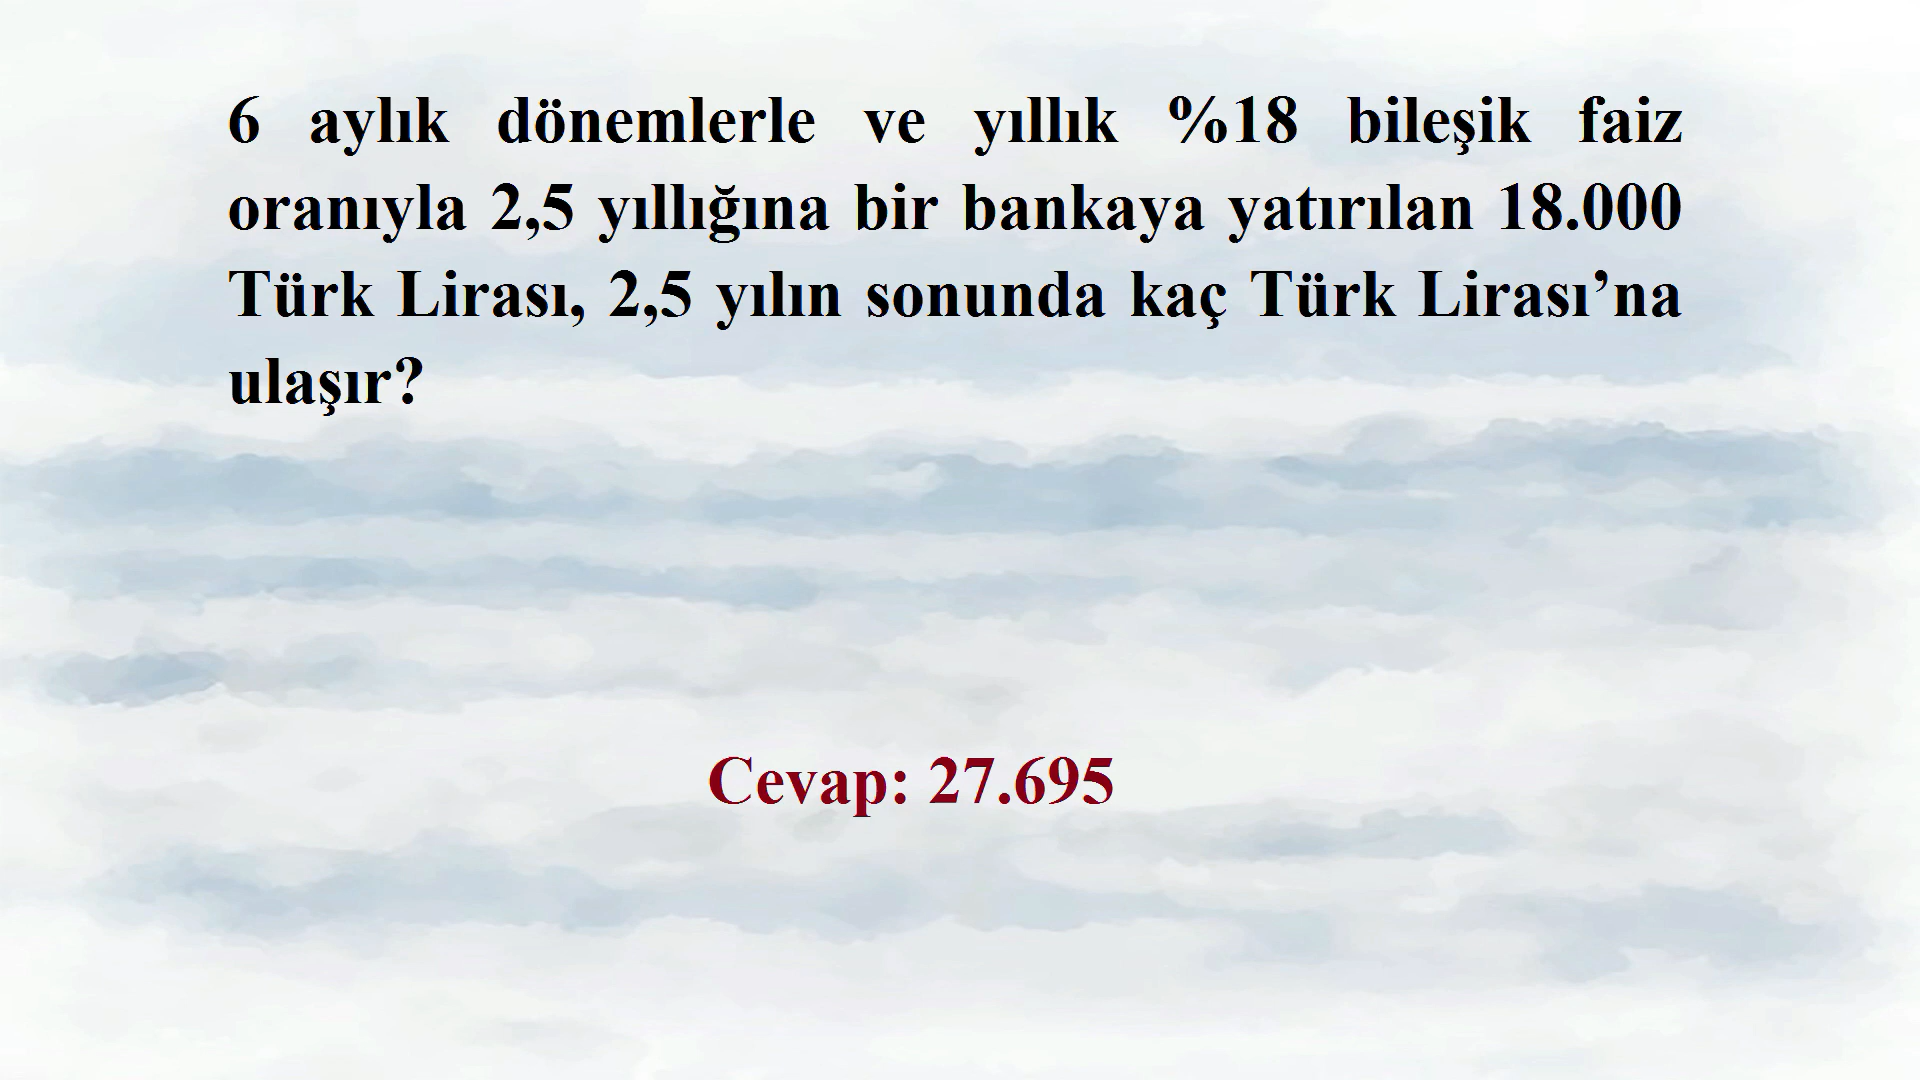 6 aylık dönemlerle ve yıllık %18 bileşik faiz
oranıyla 2,5 yıllığına bir bankaya yatırılan 18.000
Türk Lirası, 2,5 yılın sonunda kaç Türk Lirası’na
ulaşır?
Cevap: 27.695